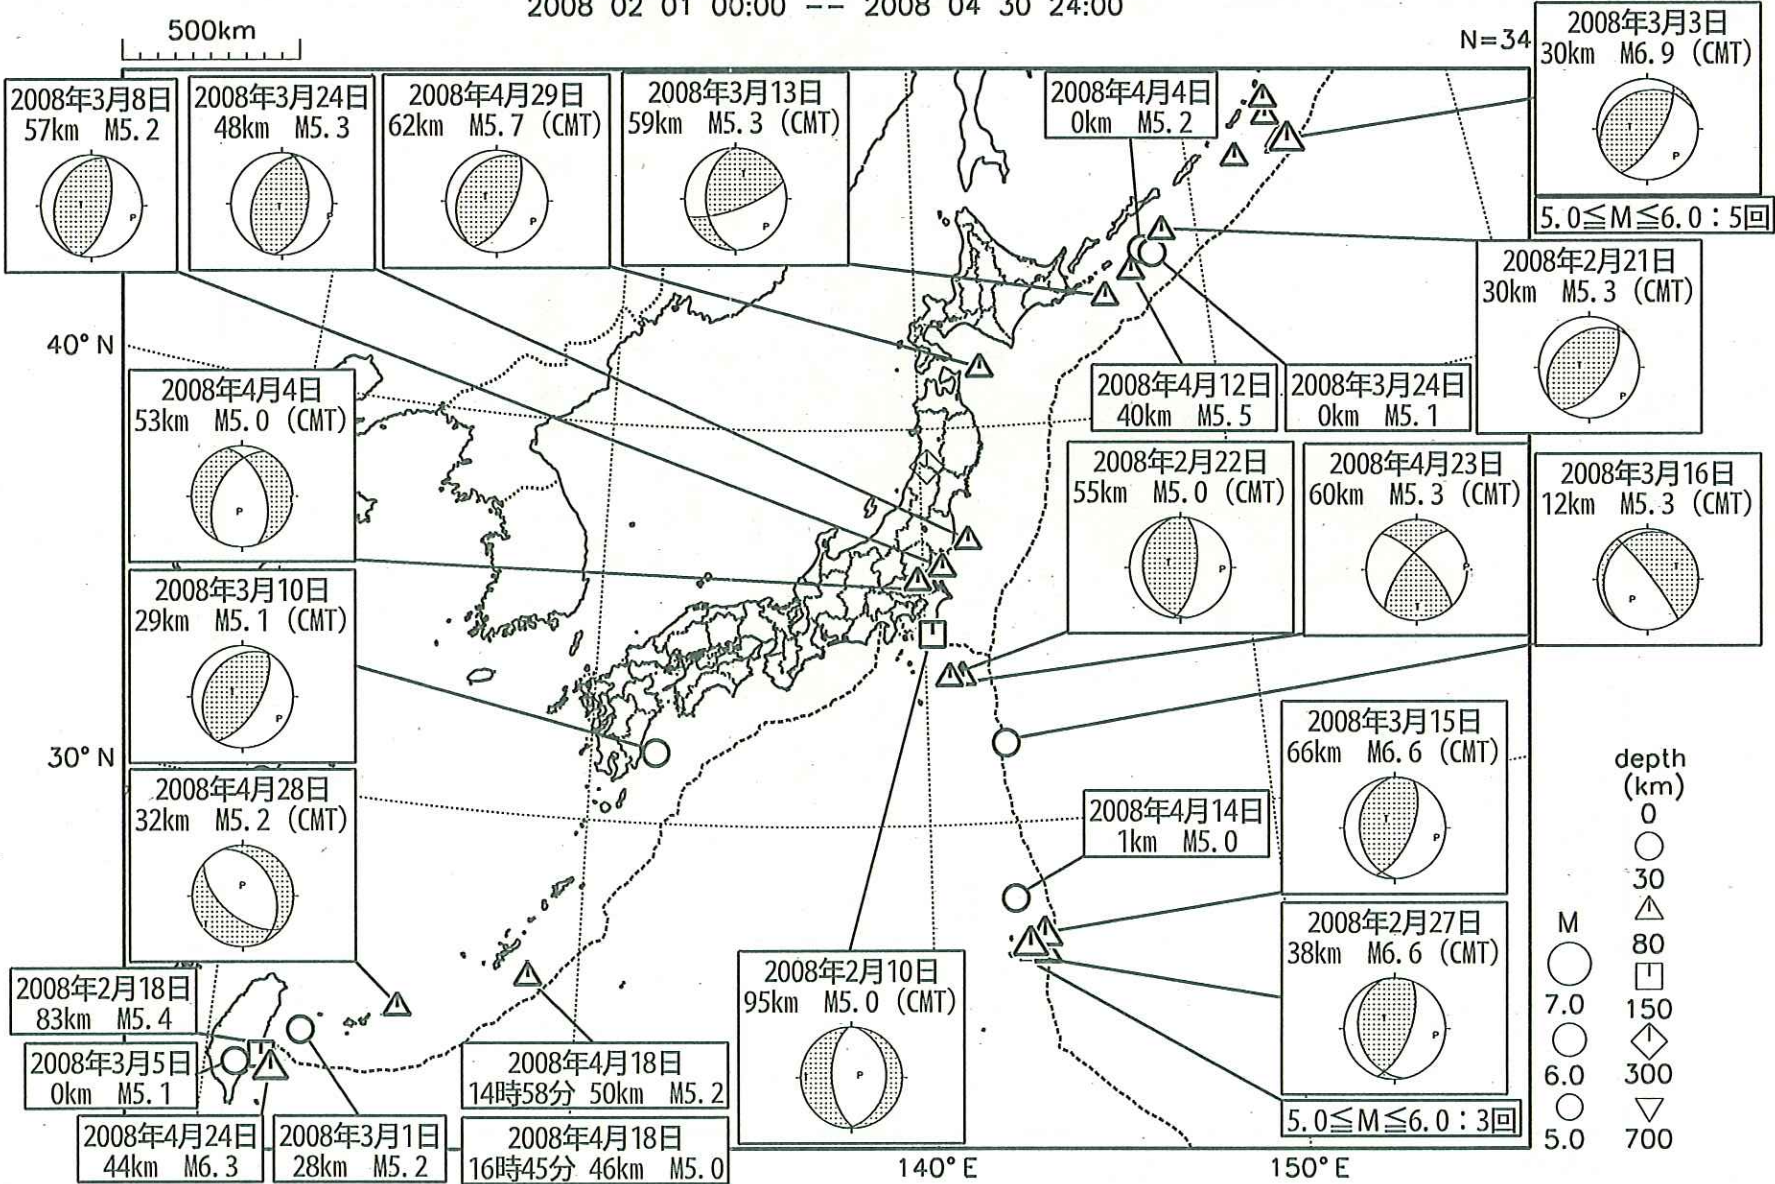 2008 02 01 00:00 -- 2008 04 30 24:00
500km
N=34
2008年3月3日
30km M6.9 (CMT)
5.0≦M≦6.0:5回
2008年3月8日
57km M5.2
2008年3月24日
48km M5.3
2008年4月29日
62km M5.7 (CMT)
2008年3月13日
59km M5.3 (CMT)
2008年4月4日
0km M5.2
2008年2月21日
30km M5.3 (CMT)
40°N
2008年4月4日
53km M5.0 (CMT)
2008年4月12日
40km M5.5
2008年3月24日
0km M5.1
2008年2月22日
55km M5.0 (CMT)
2008年4月23日
60km M5.3 (CMT)
2008年3月16日
12km M5.3 (CMT)
2008年3月10日
29km M5.1 (CMT)
30°N
2008年3月15日
66km M6.6 (CMT)
2008年4月28日
32km M5.2 (CMT)
2008年4月14日
1km M5.0
2008年2月27日
38km M6.6 (CMT)
5.0≦M≦6.0:3回
2008年2月10日
95km M5.0 (CMT)
2008年2月18日
83km M5.4
2008年3月5日
0km M5.1
2008年4月24日
44km M6.3
2008年3月1日
28km M5.2
2008年4月18日
14時58分 50km M5.2
2008年4月18日
16時45分 46km M5.0
140°E
150°E
M
7.0
6.0
5.0
depth
(km)
0
30
80
150
300
700
T
P
T
P
T
P
T
P
T
P
T
P
P
T
P
T
P
T
P
T
P
P
T
T
P
T
P
T
P